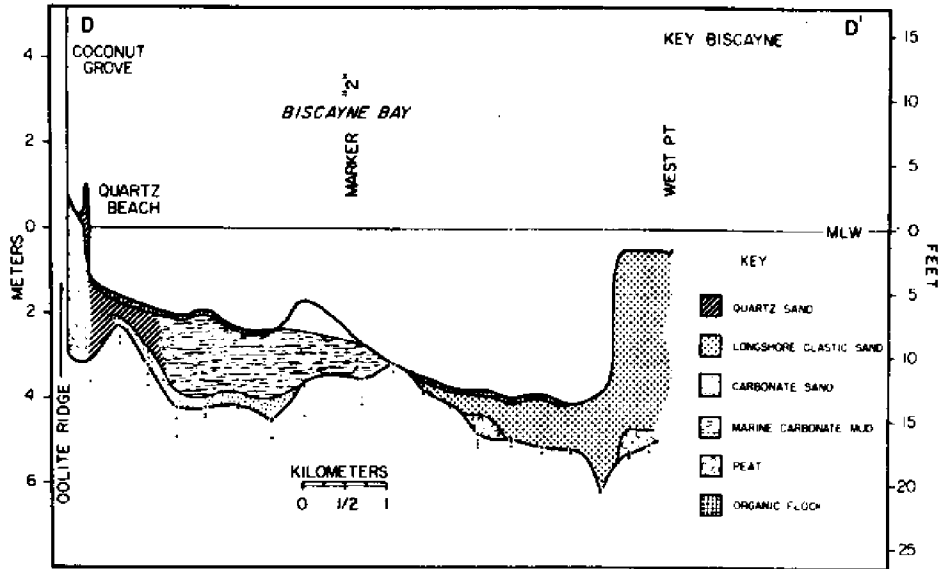 D
D'
COCONUT
GROVE
KEY BISCAYNE
"2"
BISCAYNE BAY
MARKER
WEST PT
QUARTZ
BEACH
MLW
METERS
FEET
4
2
0
2
4
6
15
10
5
0
5
10
15
20
25
OOLITE RIDGE
KILOMETERS
0 1/2 1
KEY
QUARTZ SAND
LONGSHORE CLASTIC SAND
CARBONATE SAND
MARINE CARBONATE MUD
PEAT
ORGANIC FLOCK